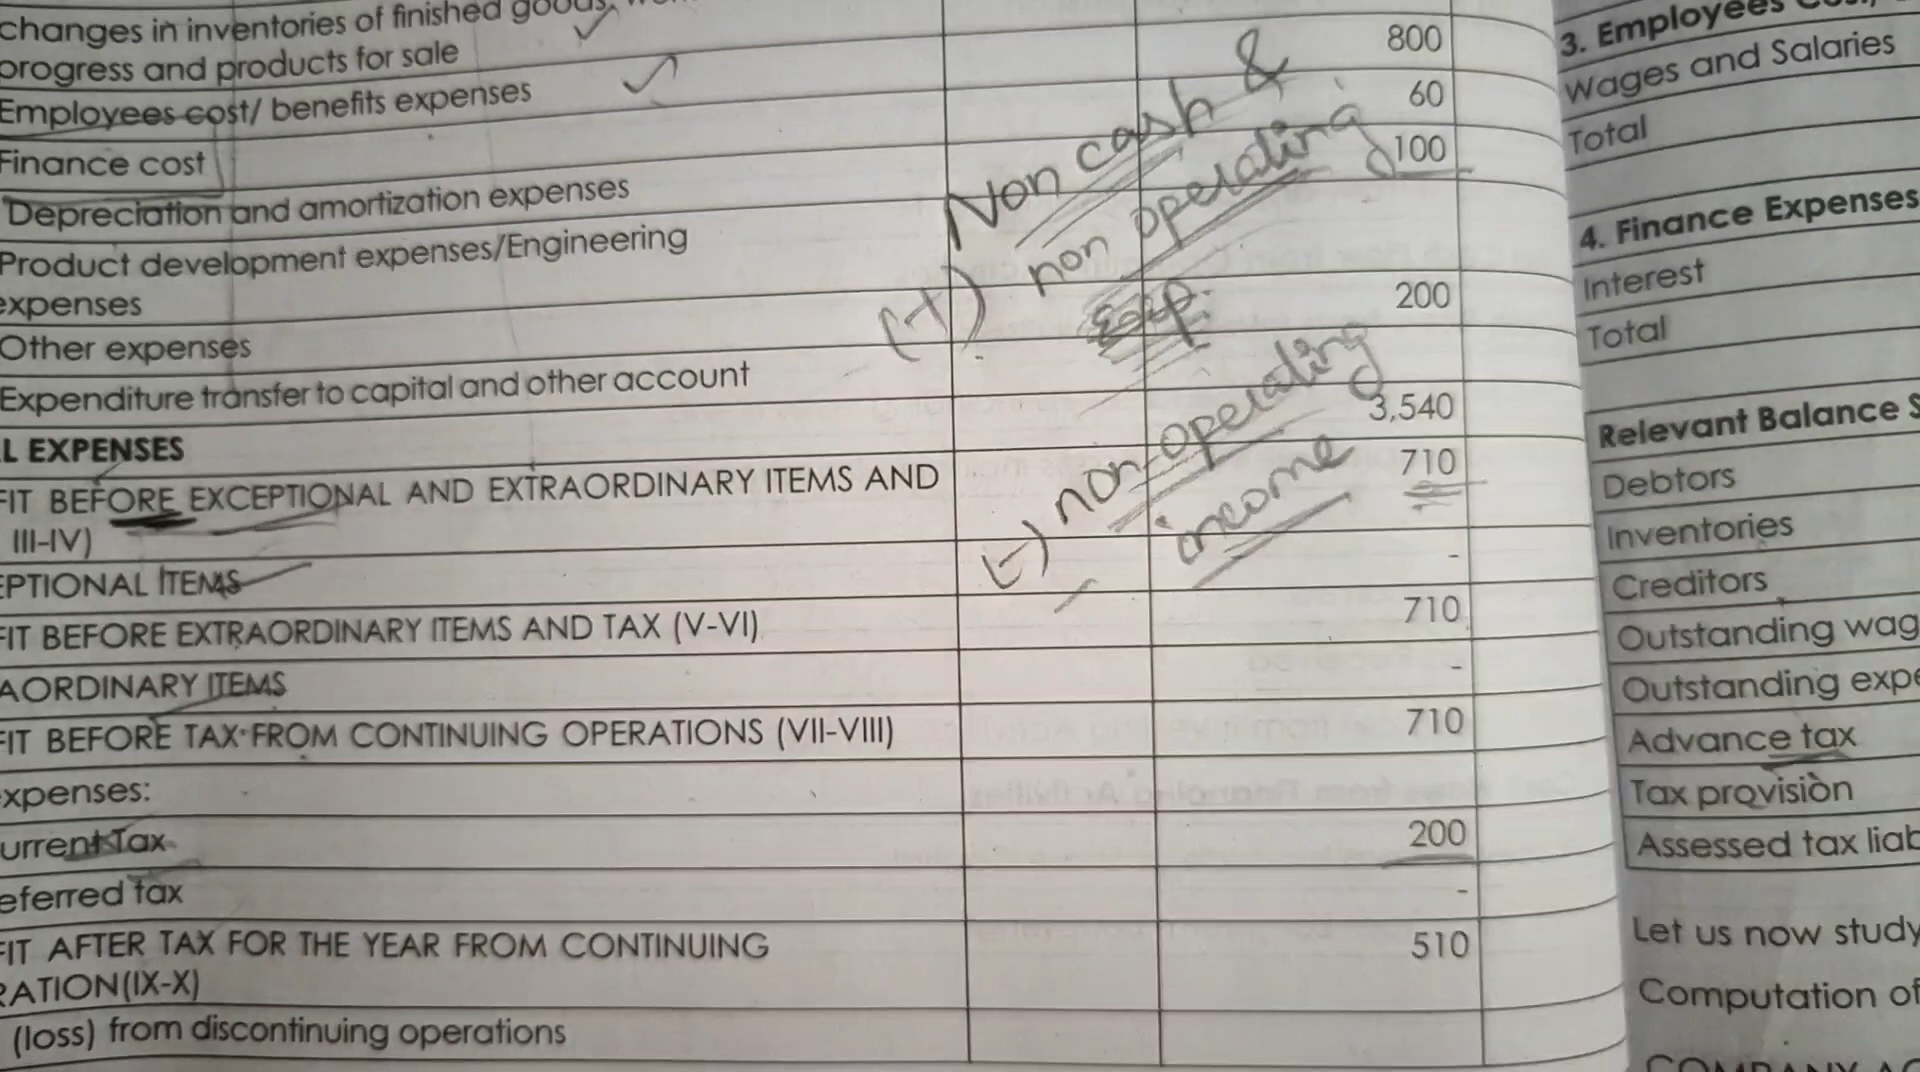 changes in inventories of finished goods,
progress and products for sale
Employees cost/ benefits expenses 800
Finance cost 60
Depreciation and amortization expenses 100
Product development expenses/Engineering
expenses
Other expenses 200
Expenditure transfer to capital and other account
L EXPENSES 3,540
FIT BEFORE EXCEPTIONAL AND EXTRAORDINARY ITEMS AND 710
III-IV)
EPTIONAL ITEMS -
FIT BEFORE EXTRAORDINARY ITEMS AND TAX (V-VI) 710
AORDINARY ITEMS -
FIT BEFORE TAX FROM CONTINUING OPERATIONS (VII-VIII) 710
xpenses:
urrent Tax 200
eferred tax -
FIT AFTER TAX FOR THE YEAR FROM CONTINUING 510
RATION(IX-X)
(loss) from discontinuing operations
Non cash &
(+) non operating
Exp.
(-) non-operating
income
3. Employees
Wages and Salaries
Total
4. Finance Expenses
Interest
Total
Relevant Balance S
Debtors
Inventories
Creditors
Outstanding wag
Outstanding expe
Advance tax
Tax provision
Assessed tax liab
Let us now study
Computation of